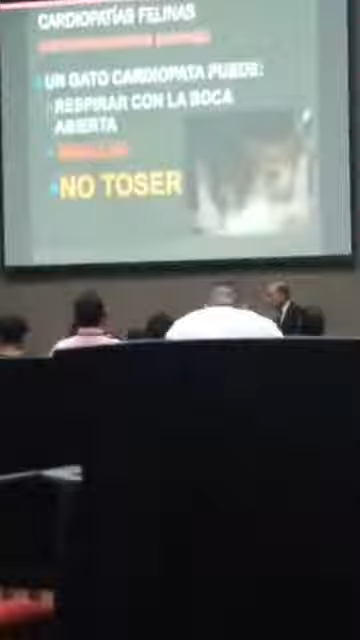 CARDIOPATÍAS FELINAS
UN GATO CARDIOPATA PUEDE:
RESPIRAR CON LA BOCA
ABIERTA
NO TOSER